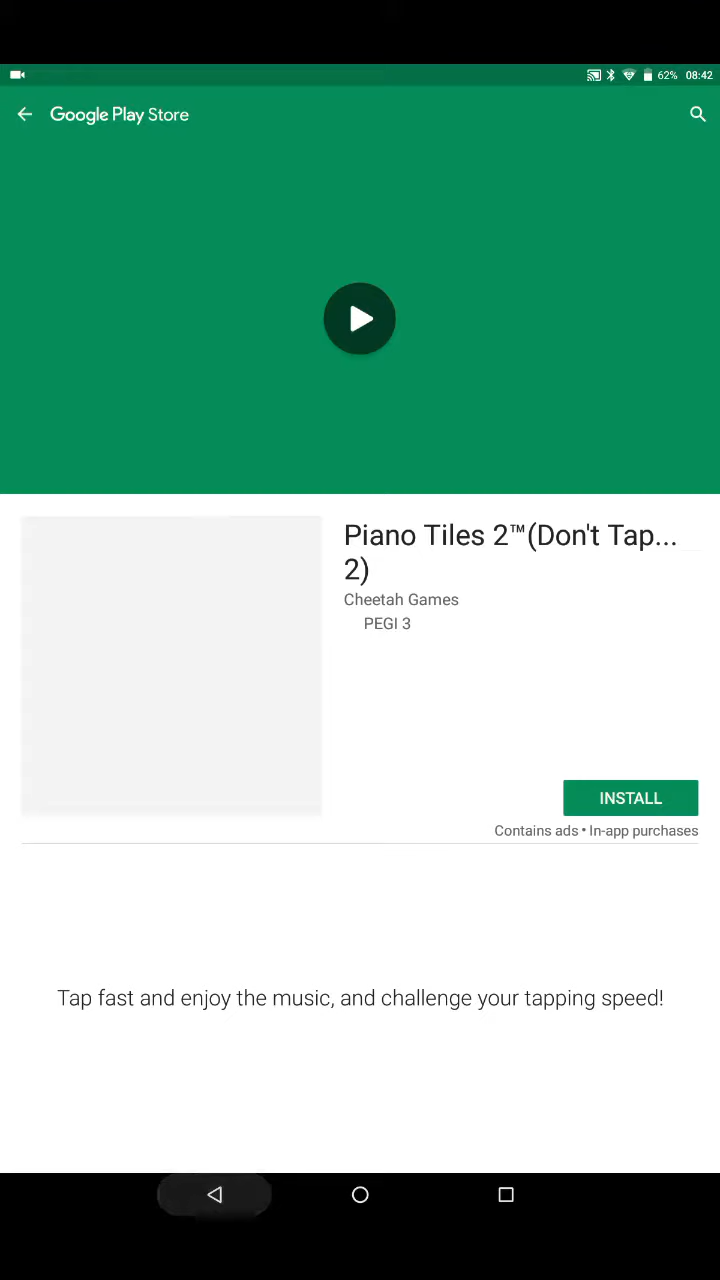 62% 08:42
Google Play Store
Piano Tiles 2™(Don't Tap...
2)
Cheetah Games
PEGI 3
INSTALL
Contains ads • In-app purchases
Tap fast and enjoy the music, and challenge your tapping speed!